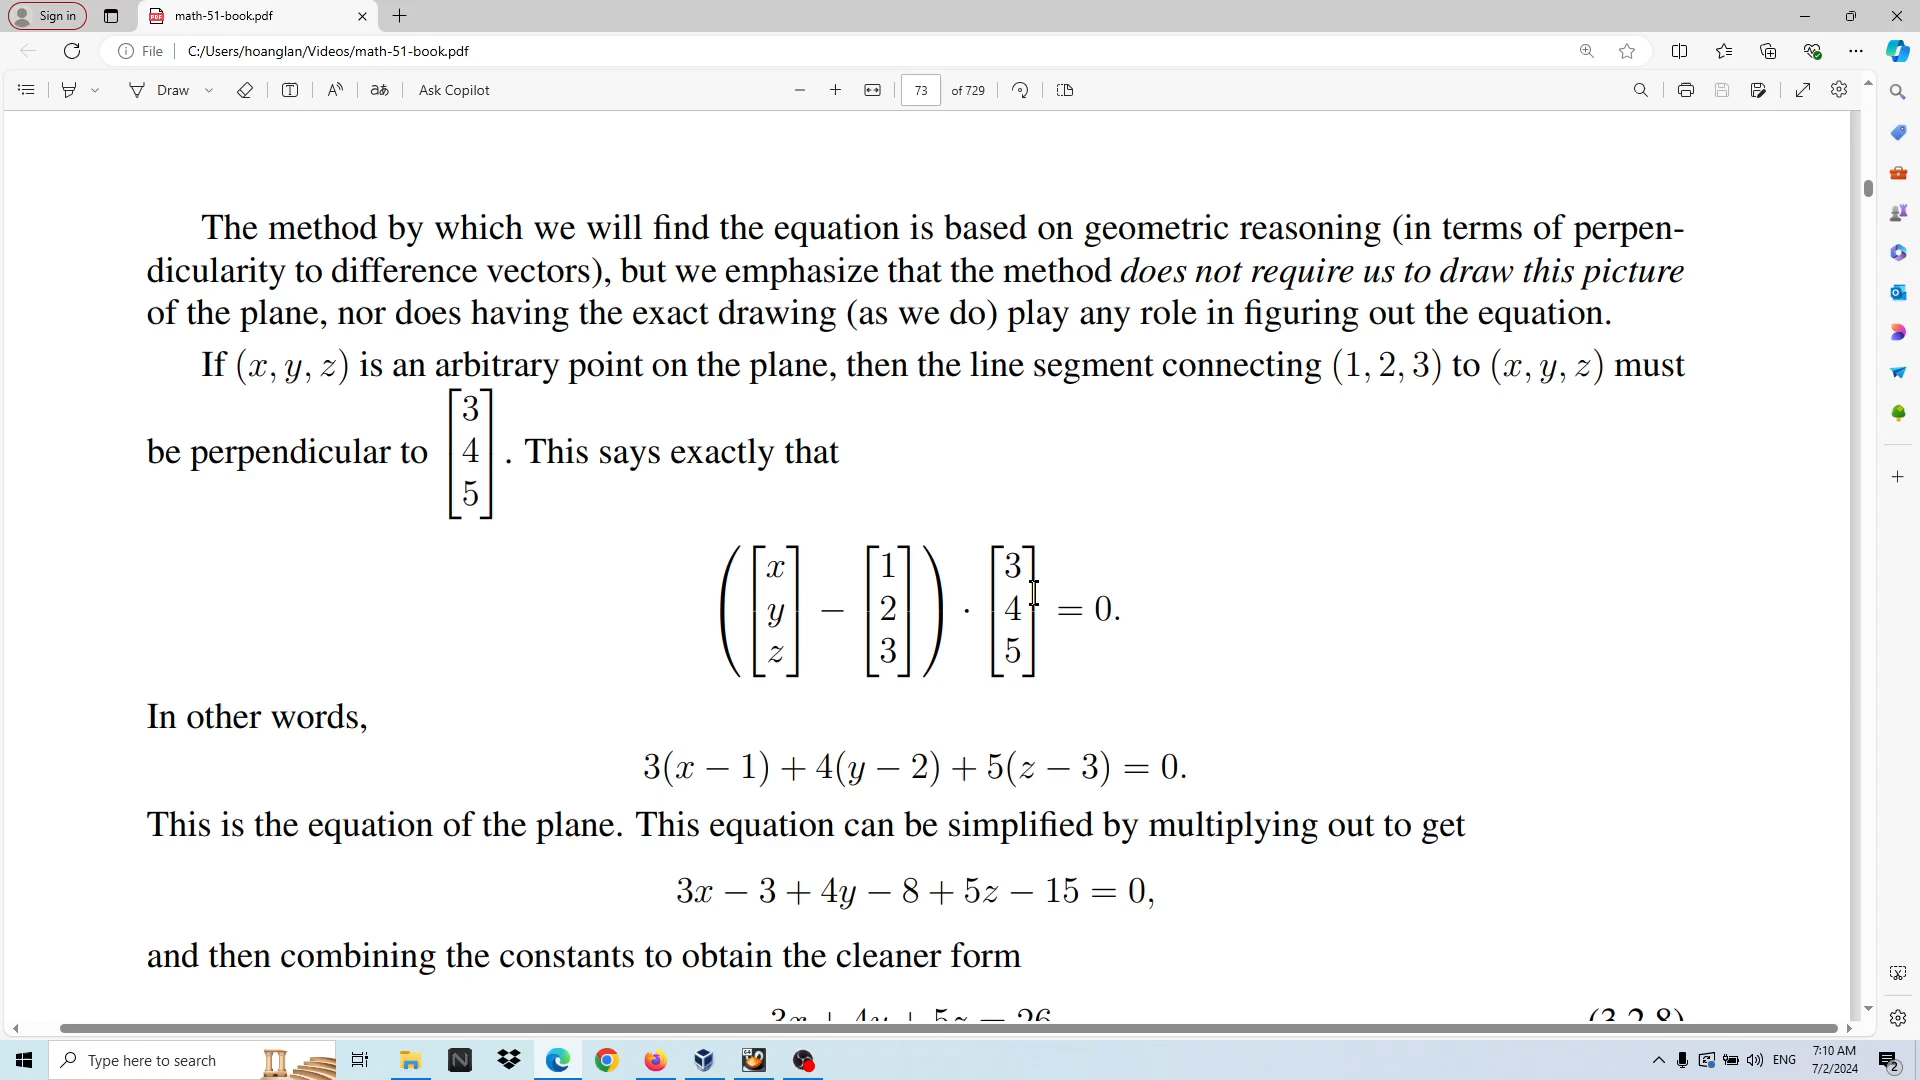 Sign in
math-51-book.pdf
File
C:/Users/hoanglan/Videos/math-51-book.pdf
Draw
Ask Copilot
73 of 729
The method by which we will find the equation is based on geometric reasoning (in terms of perpen-
dicularity to difference vectors), but we emphasize that the method does not require us to draw this picture
of the plane, nor does having the exact drawing (as we do) play any role in figuring out the equation.
If (x, y, z) is an arbitrary point on the plane, then the line segment connecting (1, 2, 3) to (x, y, z) must
be perpendicular to [3 4 5]. This says exactly that
([x y z] − [1 2 3]) · [3 4 5] = 0.
In other words,
3(x − 1) + 4(y − 2) + 5(z − 3) = 0.
This is the equation of the plane. This equation can be simplified by multiplying out to get
3x − 3 + 4y − 8 + 5z − 15 = 0,
and then combining the constants to obtain the cleaner form
3x + 4y + 5z = 26 (3.2.8)
Type here to search
ENG
7:10 AM
7/2/2024
2